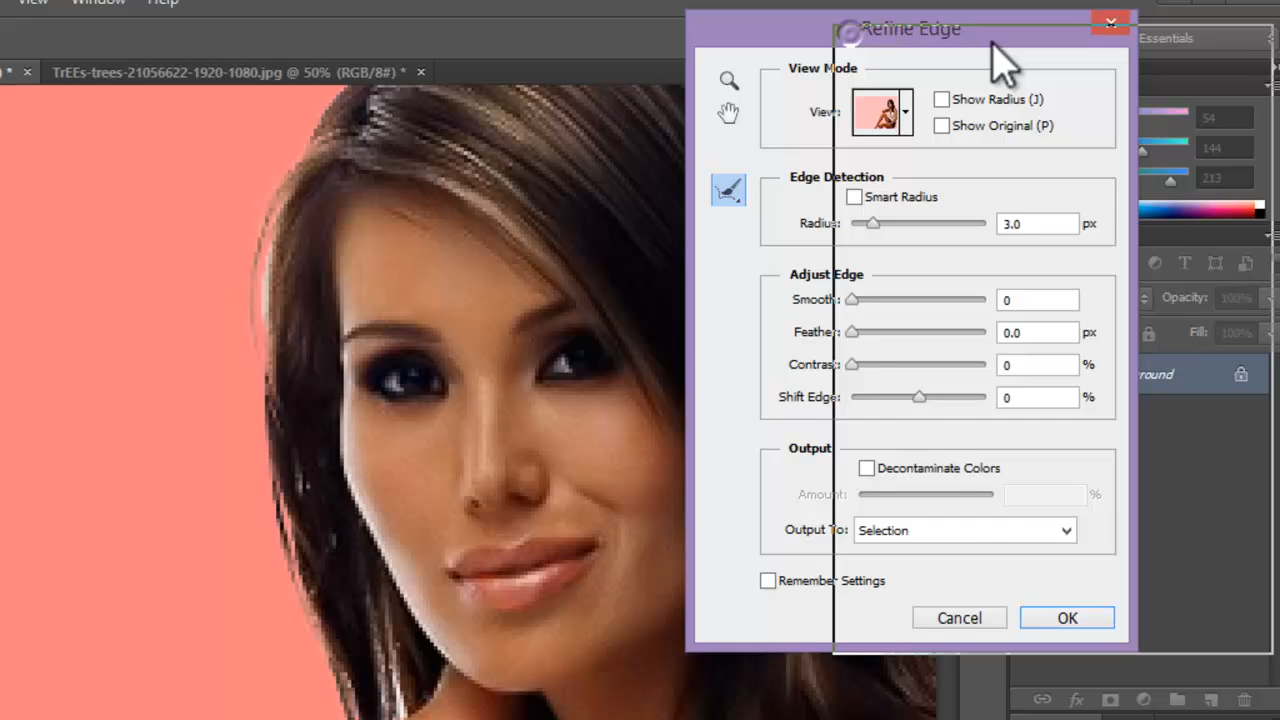 View Window Help
Refine Edge
Essentials
* × TrEEs-trees-21056622-1920-1080.jpg @ 50% (RGB/8#) * ×
View Mode
View:
Show Radius (J)
Show Original (P)
54
144
213
Edge Detection
Smart Radius
Radius: 3.0 px
Adjust Edge
Smooth: 0
Feather: 0.0 px
Contrast: 0 %
Shift Edge: 0 %
Opacity: 100%
Fill: 100%
ground
Output
Decontaminate Colors
Amount: %
Output To: Selection
Remember Settings
Cancel OK
fx